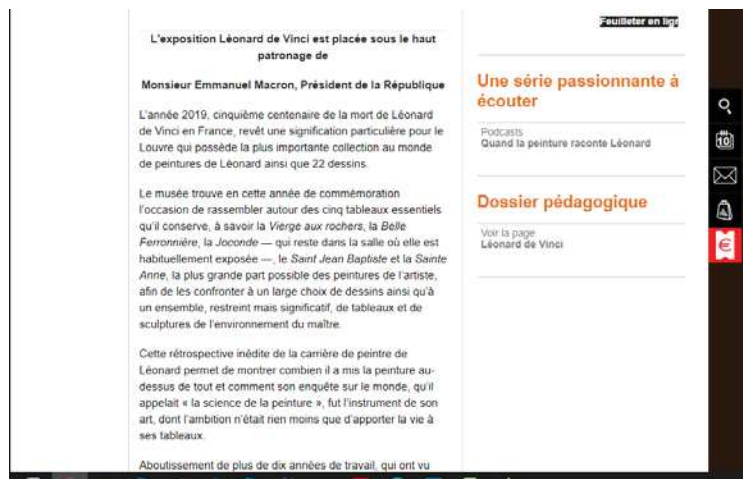 L'exposition Léonard de Vinci est placée sous le haut
patronage de
Monsieur Emmanuel Macron, Président de la République
L'année 2019, cinquième centenaire de la mort de Léonard
de Vinci en France, revêt une signification particulière pour le
Louvre qui possède la plus importante collection au monde
de peintures de Léonard ainsi que 22 dessins.
Le musée trouve en cette année de commémoration
l'occasion de rassembler autour des cinq tableaux essentiels
qu'il conserve, à savoir la Vierge aux rochers, la Belle
Ferronnière, la Joconde — qui reste dans la salle où elle est
habituellement exposée —, le Saint Jean Baptiste et la Sainte
Anne, la plus grande part possible des peintures de l'artiste,
afin de les confronter à un large choix de dessins ainsi qu'à
un ensemble, restreint mais significatif, de tableaux et de
sculptures de l'environnement du maître.
Cette rétrospective inédite de la carrière de peintre de
Léonard permet de montrer combien il a mis la peinture au-
dessus de tout et comment son enquête sur le monde, qu'il
appelait « la science de la peinture », fut l'instrument de son
art, dont l'ambition n'était rien moins que d'apporter la vie à
ses tableaux.
Aboutissement de plus de dix années de travail, qui ont vu
Feuilleter en lign
Une série passionnante à
écouter
Podcasts
Quand la peinture raconte Léonard
Dossier pédagogique
Voir la page
Léonard de Vinci
10
€